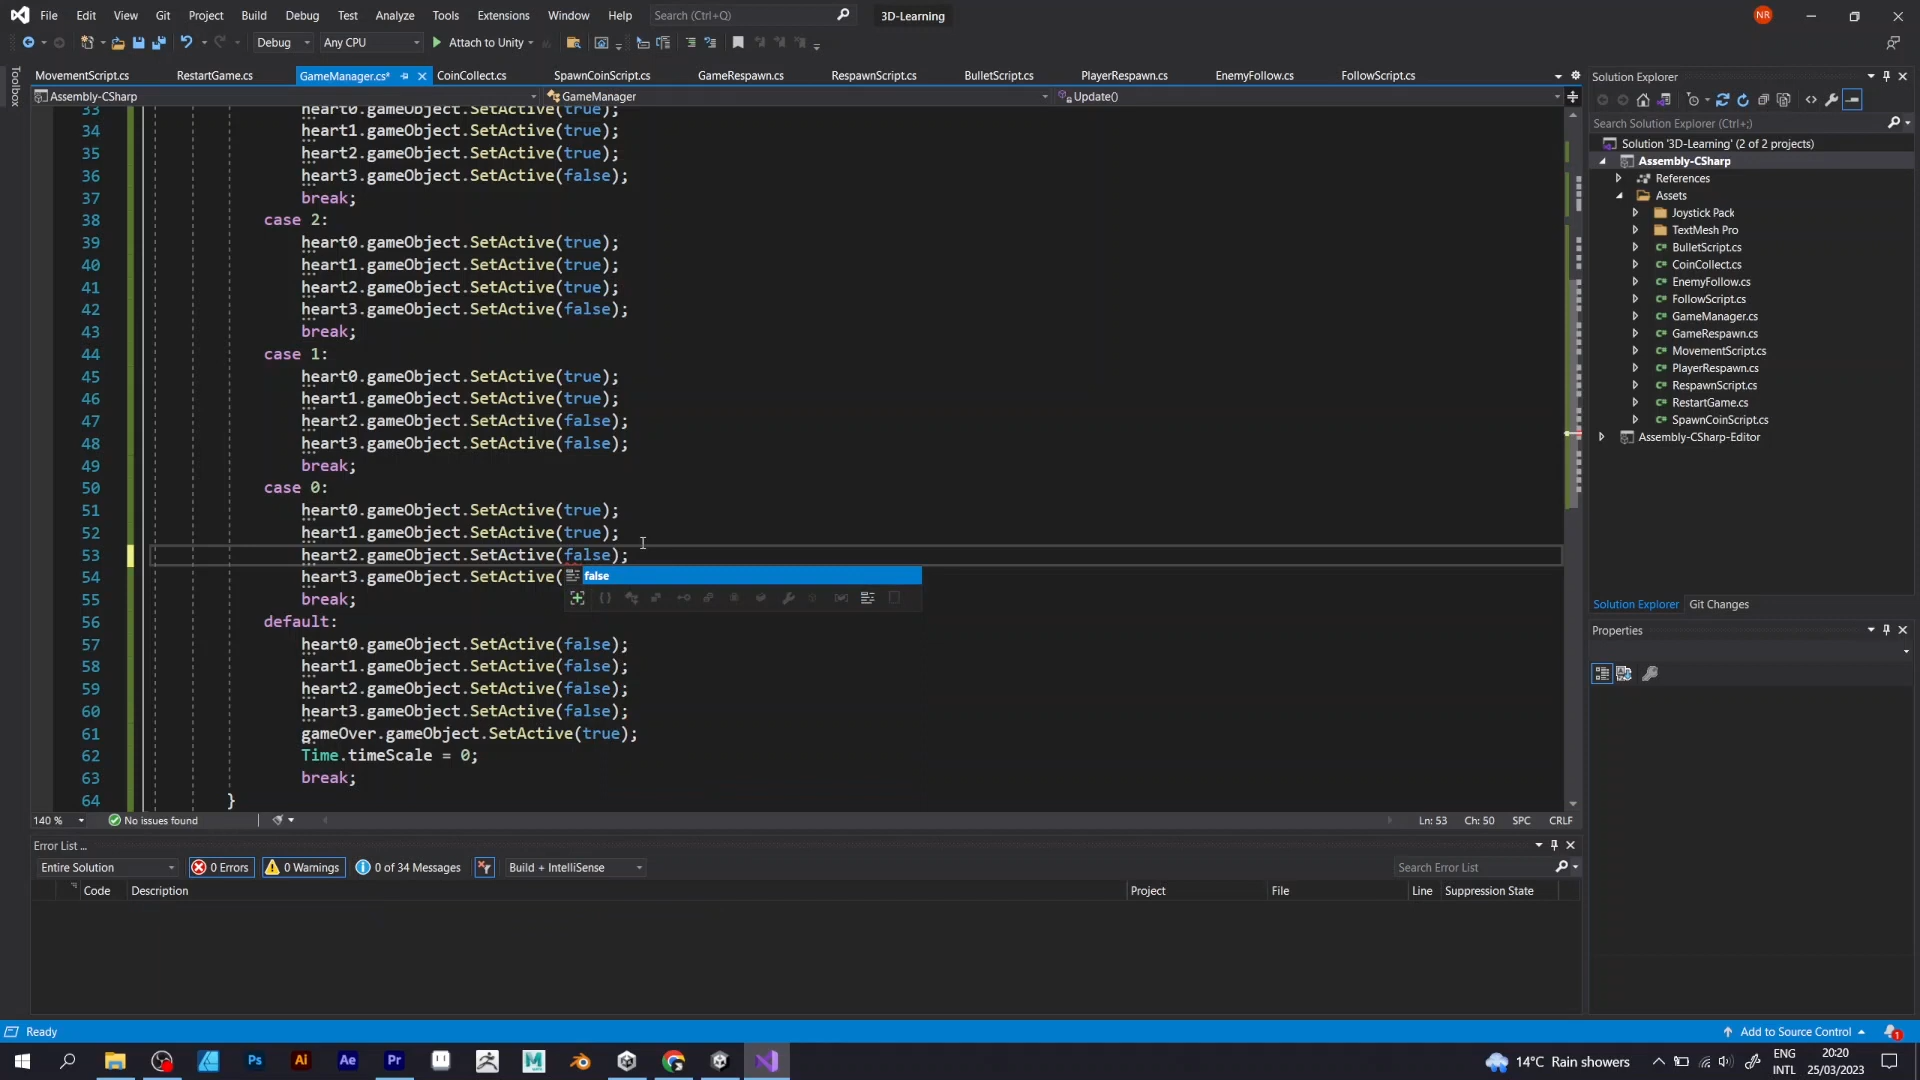 File Edit View Git Project Build Debug Test Analyze Tools Extensions Window Help Search (Ctrl+Q) 3D-Learning NR
Debug Any CPU Attach to Unity
Toolbox
MovementScript.cs RestartGame.cs GameManager.cs* CoinCollect.cs SpawnCoinScript.cs GameRespawn.cs RespawnScript.cs BulletScript.cs PlayerRespawn.cs EnemyFollow.cs FollowScript.cs
Assembly-CSharp GameManager Update()
33 heart0.gameObject.SetActive(true);
34 heart1.gameObject.SetActive(true);
35 heart2.gameObject.SetActive(true);
36 heart3.gameObject.SetActive(false);
37 break;
38 case 2:
39 heart0.gameObject.SetActive(true);
40 heart1.gameObject.SetActive(true);
41 heart2.gameObject.SetActive(true);
42 heart3.gameObject.SetActive(false);
43 break;
44 case 1:
45 heart0.gameObject.SetActive(true);
46 heart1.gameObject.SetActive(true);
47 heart2.gameObject.SetActive(false);
48 heart3.gameObject.SetActive(false);
49 break;
50 case 0:
51 heart0.gameObject.SetActive(true);
52 heart1.gameObject.SetActive(true);
53 heart2.gameObject.SetActive(false);
54 heart3.gameObject.SetActive(
false
55 break;
56 default:
57 heart0.gameObject.SetActive(false);
58 heart1.gameObject.SetActive(false);
59 heart2.gameObject.SetActive(false);
60 heart3.gameObject.SetActive(false);
61 gameOver.gameObject.SetActive(true);
62 Time.timeScale = 0;
63 break;
64 }
140 % No issues found Ln: 53 Ch: 50 SPC CRLF
Error List ...
Entire Solution 0 Errors 0 Warnings 0 of 34 Messages Build + IntelliSense Search Error List
Code Description Project File Line Suppression State
Solution Explorer
Search Solution Explorer (Ctrl+;)
Solution '3D-Learning' (2 of 2 projects)
Assembly-CSharp
References
Assets
Joystick Pack
TextMesh Pro
BulletScript.cs
CoinCollect.cs
EnemyFollow.cs
FollowScript.cs
GameManager.cs
GameRespawn.cs
MovementScript.cs
PlayerRespawn.cs
RespawnScript.cs
RestartGame.cs
SpawnCoinScript.cs
Assembly-CSharp-Editor
Solution Explorer Git Changes
Properties
Ready Add to Source Control 1
Ps Ai Ae Pr 14°C Rain showers ENG INTL 20:20 25/03/2023